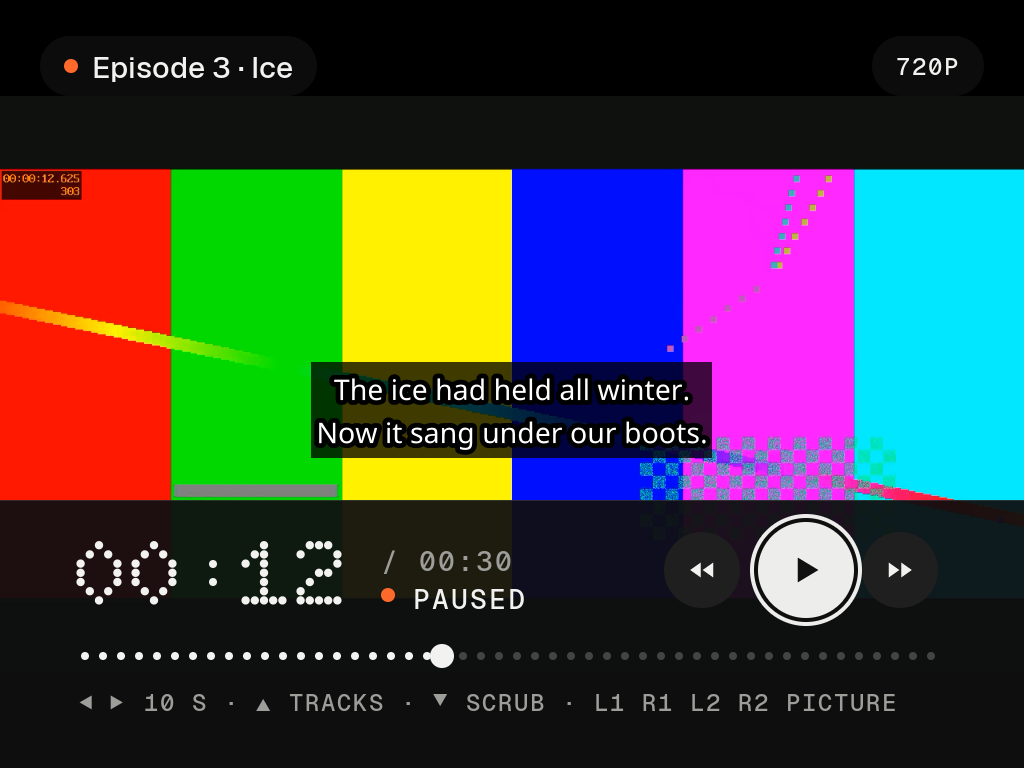 Episode 3 · Ice
720P
00:00:12.625
303
The ice had held all winter.
Now it sang under our boots.
00:12 / 00:30
PAUSED
◀ ▶ 10 S · ▲ TRACKS · ▼ SCRUB · L1 R1 L2 R2 PICTURE